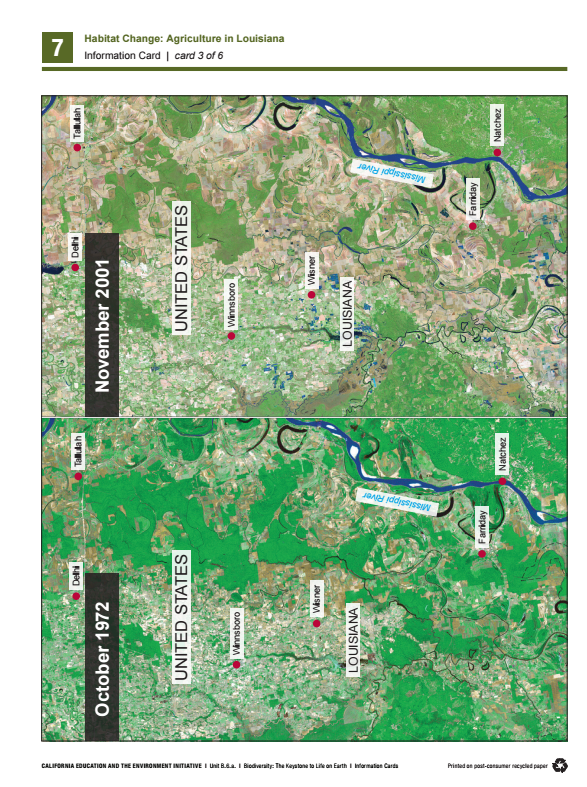 7
Habitat Change: Agriculture in Louisiana
Information Card | card 3 of 6
November 2001
UNITED STATES
LOUISIANA
Tallulah
Delhi
Winnsboro
Wisner
Mississippi River
Natchez
Farriday
October 1972
UNITED STATES
LOUISIANA
Tallulah
Delhi
Winnsboro
Wisner
Mississippi River
Natchez
Farriday
CALIFORNIA EDUCATION AND THE ENVIRONMENT INITIATIVE I Unit B.6.a. I Biodiversity: The Keystone to Life on Earth I Information Cards
Printed on post-consumer recycled paper